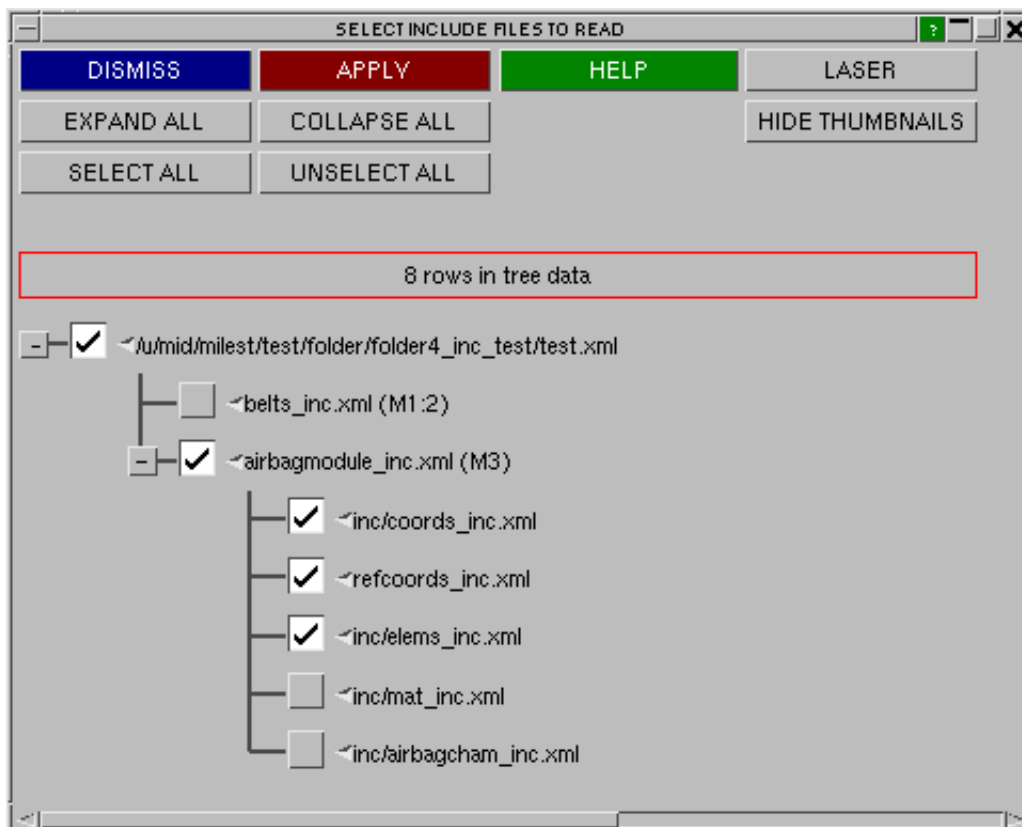 SELECT INCLUDE FILES TO READ
?
DISMISS APPLY HELP LASER
EXPAND ALL COLLAPSE ALL HIDE THUMBNAILS
SELECT ALL UNSELECT ALL
8 rows in tree data
/u/mid/milest/test/folder/folder4_inc_test/test.xml
belts_inc.xml (M1:2)
airbagmodule_inc.xml (M3)
inc/coords_inc.xml
refcoords_inc.xml
inc/elems_inc.xml
inc/mat_inc.xml
inc/airbagcham_inc.xml